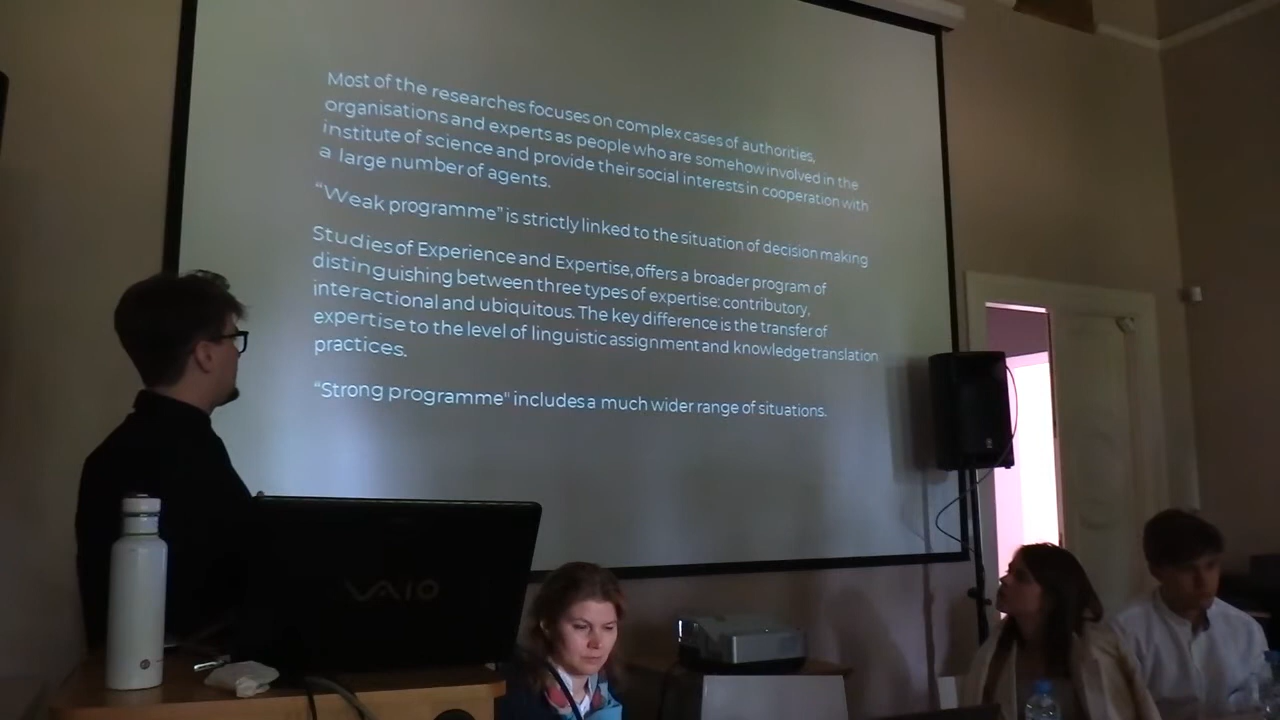 Most of the researches focuses on complex cases of authorities,
organisations and experts as people who are somehow involved in the
institute of science and provide their social interests in cooperation with
a large number of agents.
“Weak programme” is strictly linked to the situation of decision making
Studies of Experience and Expertise, offers a broader program of
distinguishing between three types of expertise: contributory,
interactional and ubiquitous. The key difference is the transfer of
expertise to the level of linguistic assignment and knowledge translation
practices.
“Strong programme" includes a much wider range of situations.
VAIO